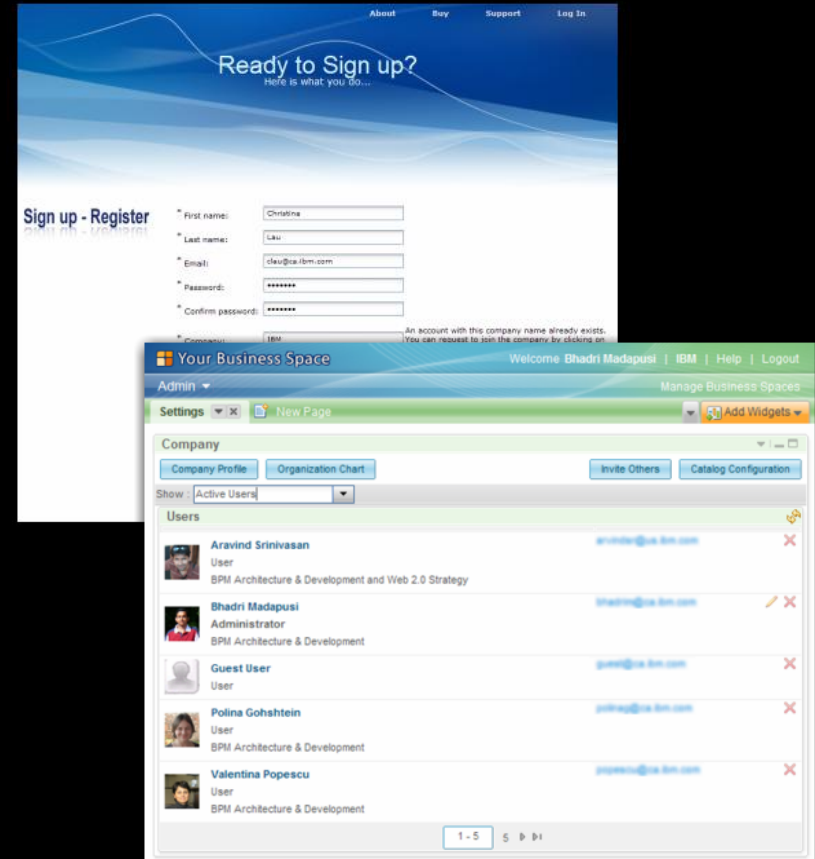 About Buy Support Log In
Ready to Sign up?
Here is what you do...
Sign up - Register
* First name: Christina
* Last name: Lau
* Email: clau@ca.ibm.com
* Password: *******
* Confirm password: *******
An account with this company name already exists.
* Company: IBM You can request to join the company by clicking on
Your Business Space Welcome Bhadri Madapusi | IBM | Help | Logout
Admin Manage Business Spaces
Settings New Page Add Widgets
Company
Company Profile Organization Chart Invite Others Catalog Configuration
Show : Active Users
Users
Aravind Srinivasan
User
BPM Architecture & Development and Web 2.0 Strategy
Bhadri Madapusi
Administrator
BPM Architecture & Development
Guest User
User
Polina Gohshtein
User
BPM Architecture & Development
Valentina Popescu
User
BPM Architecture & Development
1 - 5 5